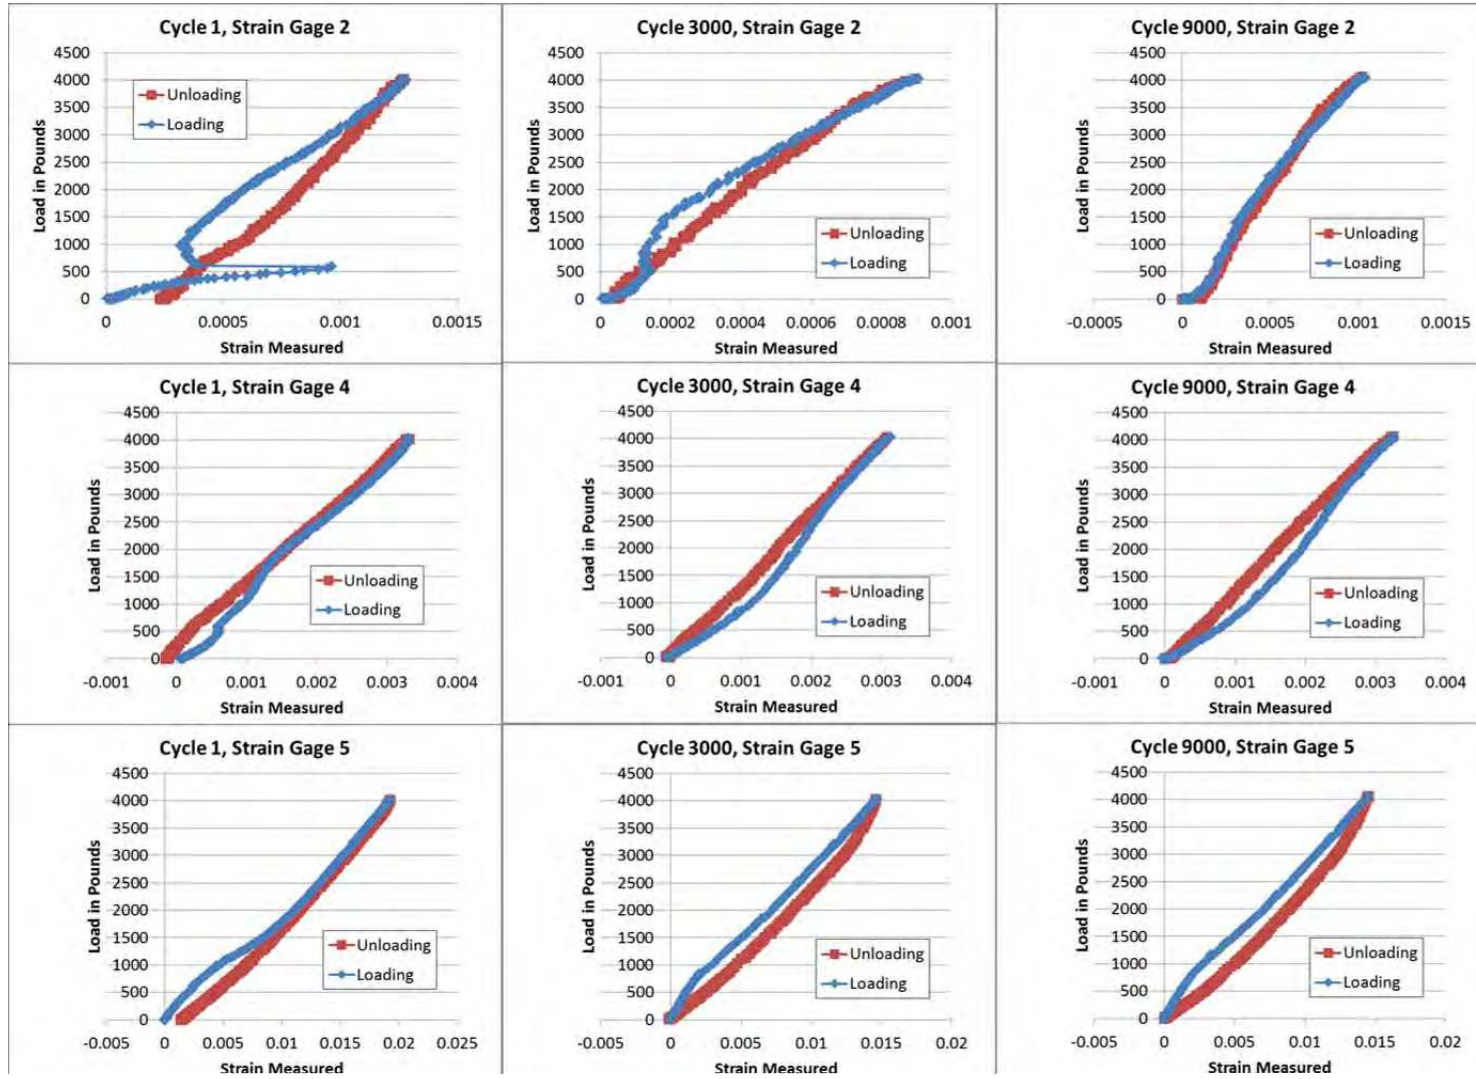 Cycle 1, Strain Gage 2
4500
4000
3500
3000
2500
2000
1500
1000
500
0
Load in Pounds
Unloading
Loading
0 0.0005 0.001 0.0015
Strain Measured
Cycle 3000, Strain Gage 2
4500
4000
3500
3000
2500
2000
1500
1000
500
0
Load in Pounds
Unloading
Loading
0 0.0002 0.0004 0.0006 0.0008 0.001
Strain Measured
Cycle 9000, Strain Gage 2
4500
4000
3500
3000
2500
2000
1500
1000
500
0
Load in Pounds
Unloading
Loading
-0.0005 0 0.0005 0.001 0.0015
Strain Measured
Cycle 1, Strain Gage 4
4500
4000
3500
3000
2500
2000
1500
1000
500
0
Load in Pounds
Unloading
Loading
-0.001 0 0.001 0.002 0.003 0.004
Strain Measured
Cycle 3000, Strain Gage 4
4500
4000
3500
3000
2500
2000
1500
1000
500
0
Load in Pounds
Unloading
Loading
-0.001 0 0.001 0.002 0.003 0.004
Strain Measured
Cycle 9000, Strain Gage 4
4500
4000
3500
3000
2500
2000
1500
1000
500
0
Load in Pounds
Unloading
Loading
-0.001 0 0.001 0.002 0.003 0.004
Strain Measured
Cycle 1, Strain Gage 5
4500
4000
3500
3000
2500
2000
1500
1000
500
0
Load in Pounds
Unloading
Loading
-0.005 0 0.005 0.01 0.015 0.02 0.025
Strain Measured
Cycle 3000, Strain Gage 5
4500
4000
3500
3000
2500
2000
1500
1000
500
0
Load in Pounds
Unloading
Loading
-0.005 0 0.005 0.01 0.015 0.02
Strain Measured
Cycle 9000, Strain Gage 5
4500
4000
3500
3000
2500
2000
1500
1000
500
0
Load in Pounds
Unloading
Loading
-0.005 0 0.005 0.01 0.015 0.02
Strain Measured